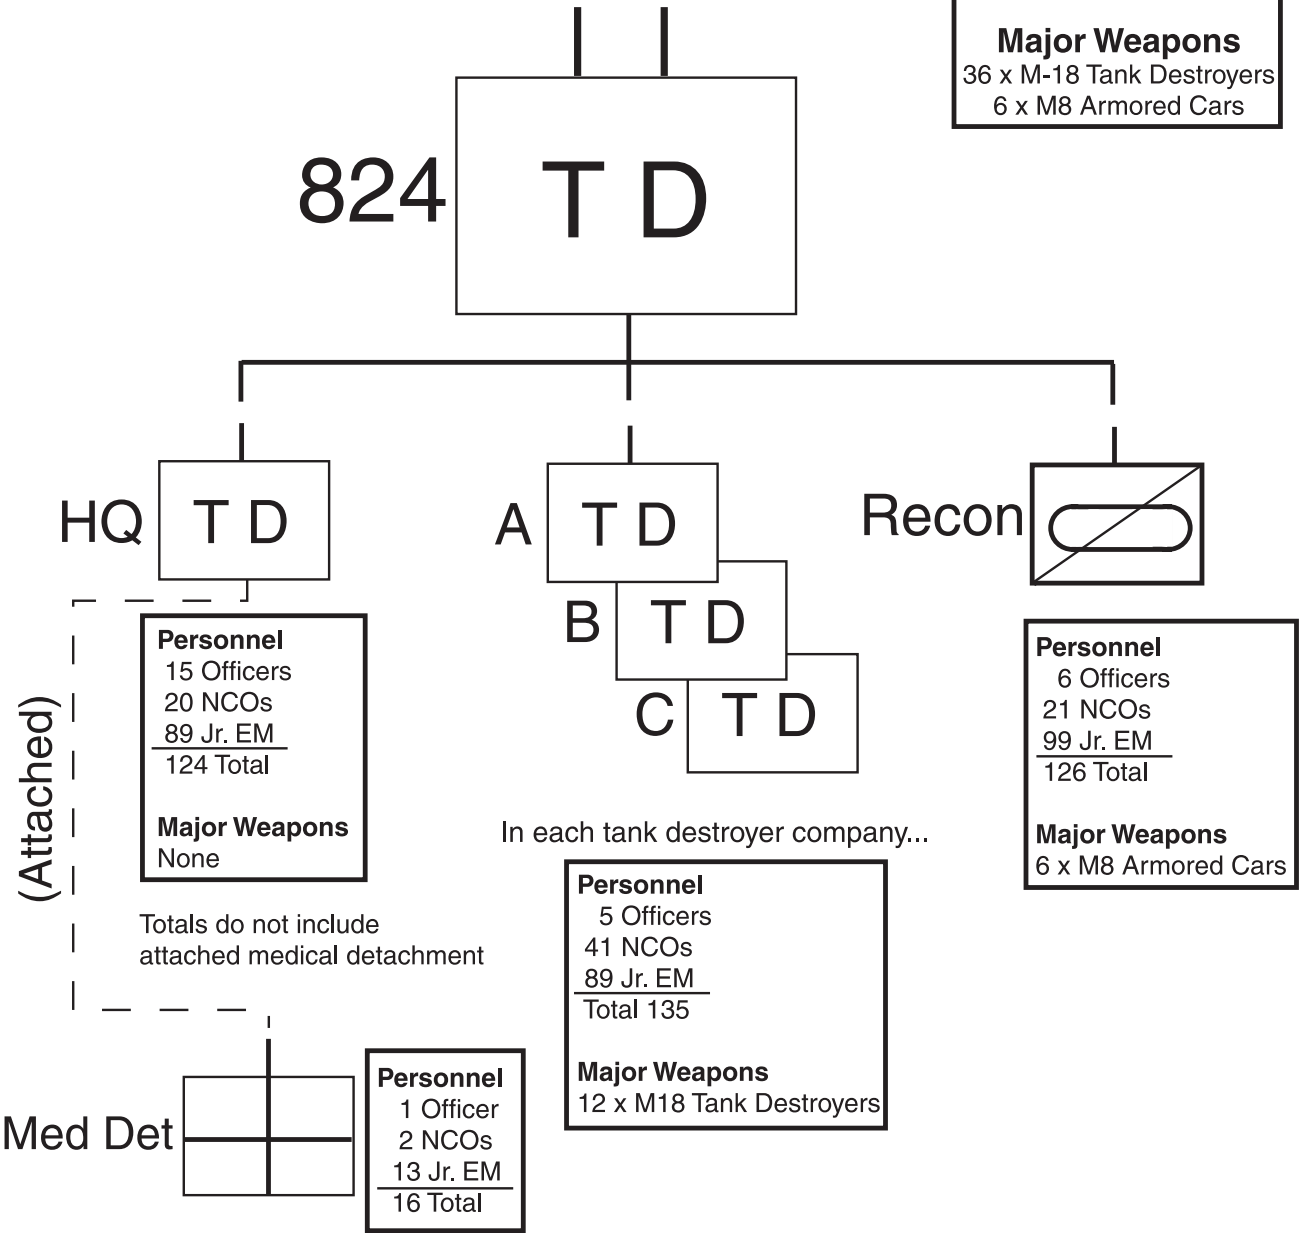 Major Weapons
36 x M-18 Tank Destroyers
6 x M8 Armored Cars
824
T D
HQ
T D
A
T D
B
T D
C
T D
Recon
(Attached)
Personnel
15 Officers
20 NCOs
89 Jr. EM
124 Total
Major Weapons
None
Totals do not include
attached medical detachment
In each tank destroyer company...
Personnel
5 Officers
41 NCOs
89 Jr. EM
Total 135
Major Weapons
12 x M18 Tank Destroyers
Personnel
6 Officers
21 NCOs
99 Jr. EM
126 Total
Major Weapons
6 x M8 Armored Cars
Med Det
Personnel
1 Officer
2 NCOs
13 Jr. EM
16 Total